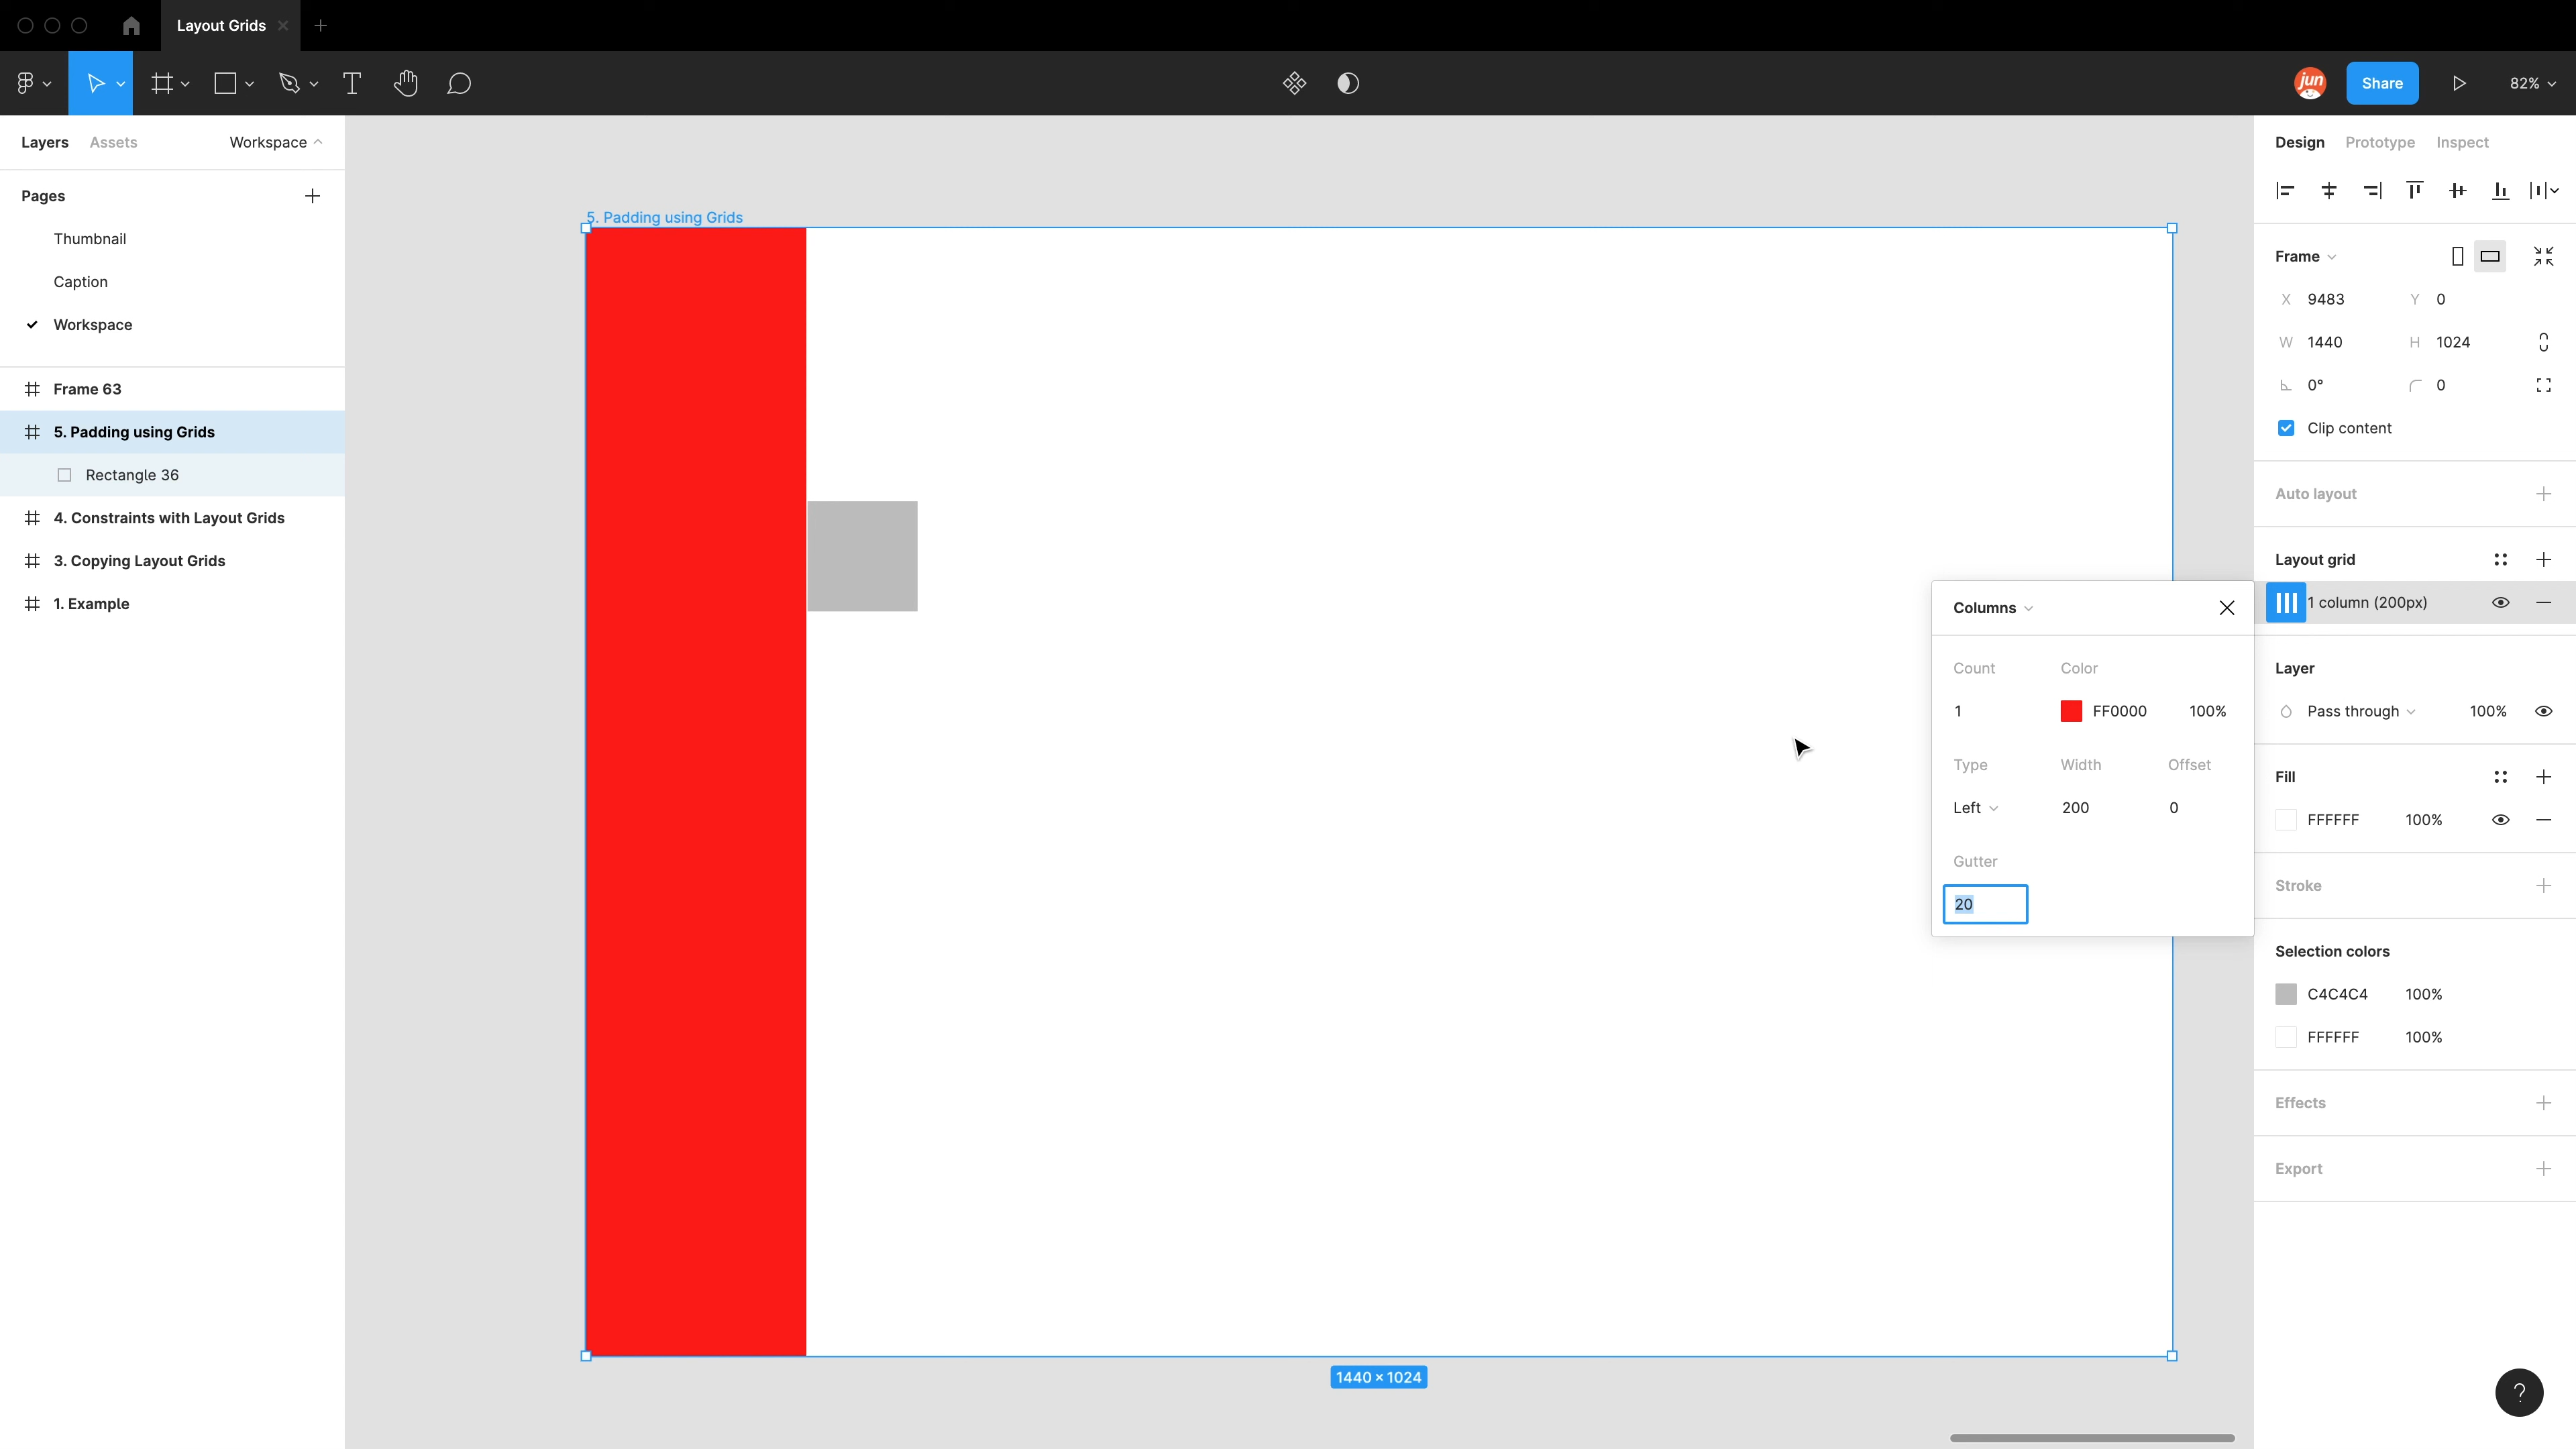 Layout Grids
jun
Share
82%
Layers Assets Workspace
Pages
Thumbnail
Caption
Workspace
Frame 63
5. Padding using Grids
Rectangle 36
4. Constraints with Layout Grids
3. Copying Layout Grids
1. Example
5. Padding using Grids
1440 × 1024
Columns
Count Color
1 FF0000 100%
Type Width Offset
Left 200 0
Gutter
20
Design Prototype Inspect
Frame
X 9483 Y 0
W 1440 H 1024
0° 0
Clip content
Auto layout
Layout grid
1 column (200px)
Layer
Pass through 100%
Fill
FFFFFF 100%
Stroke
Selection colors
C4C4C4 100%
FFFFFF 100%
Effects
Export
?